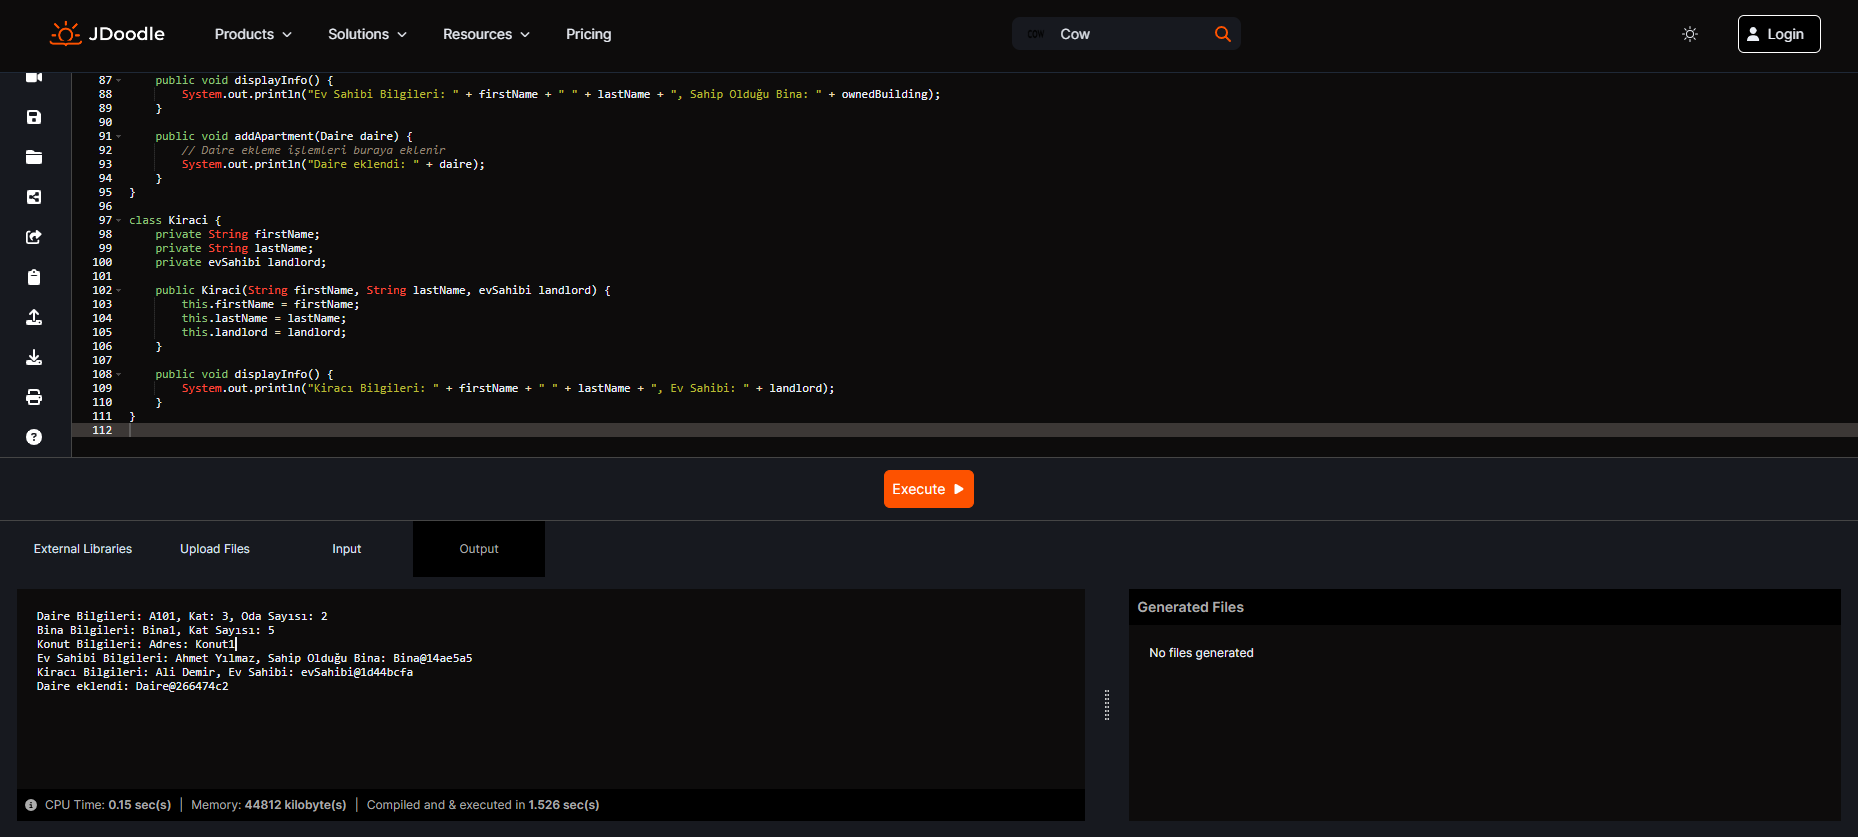 JDoodle
Products
Solutions
Resources
Pricing
COW
Cow
Login
87 public void displayInfo() {
88 System.out.println("Ev Sahibi Bilgileri: " + firstName + " " + lastName + ", Sahip Olduğu Bina: " + ownedBuilding);
89 }
90
91 public void addApartment(Daire daire) {
92 // Daire ekleme işlemleri buraya eklenir
93 System.out.println("Daire eklendi: " + daire);
94 }
95 }
96
97 class Kiraci {
98 private String firstName;
99 private String lastName;
100 private evSahibi landlord;
101
102 public Kiraci(String firstName, String lastName, evSahibi landlord) {
103 this.firstName = firstName;
104 this.lastName = lastName;
105 this.landlord = landlord;
106 }
107
108 public void displayInfo() {
109 System.out.println("Kiracı Bilgileri: " + firstName + " " + lastName + ", Ev Sahibi: " + landlord);
110 }
111 }
112
Execute
External Libraries
Upload Files
Input
Output
Daire Bilgileri: A101, Kat: 3, Oda Sayısı: 2
Bina Bilgileri: Bina1, Kat Sayısı: 5
Konut Bilgileri: Adres: Konut1
Ev Sahibi Bilgileri: Ahmet Yılmaz, Sahip Olduğu Bina: Bina@14ae5a5
Kiracı Bilgileri: Ali Demir, Ev Sahibi: evSahibi@1d44bcfa
Daire eklendi: Daire@266474c2
CPU Time: 0.15 sec(s) | Memory: 44812 kilobyte(s) | Compiled and & executed in 1.526 sec(s)
Generated Files
No files generated